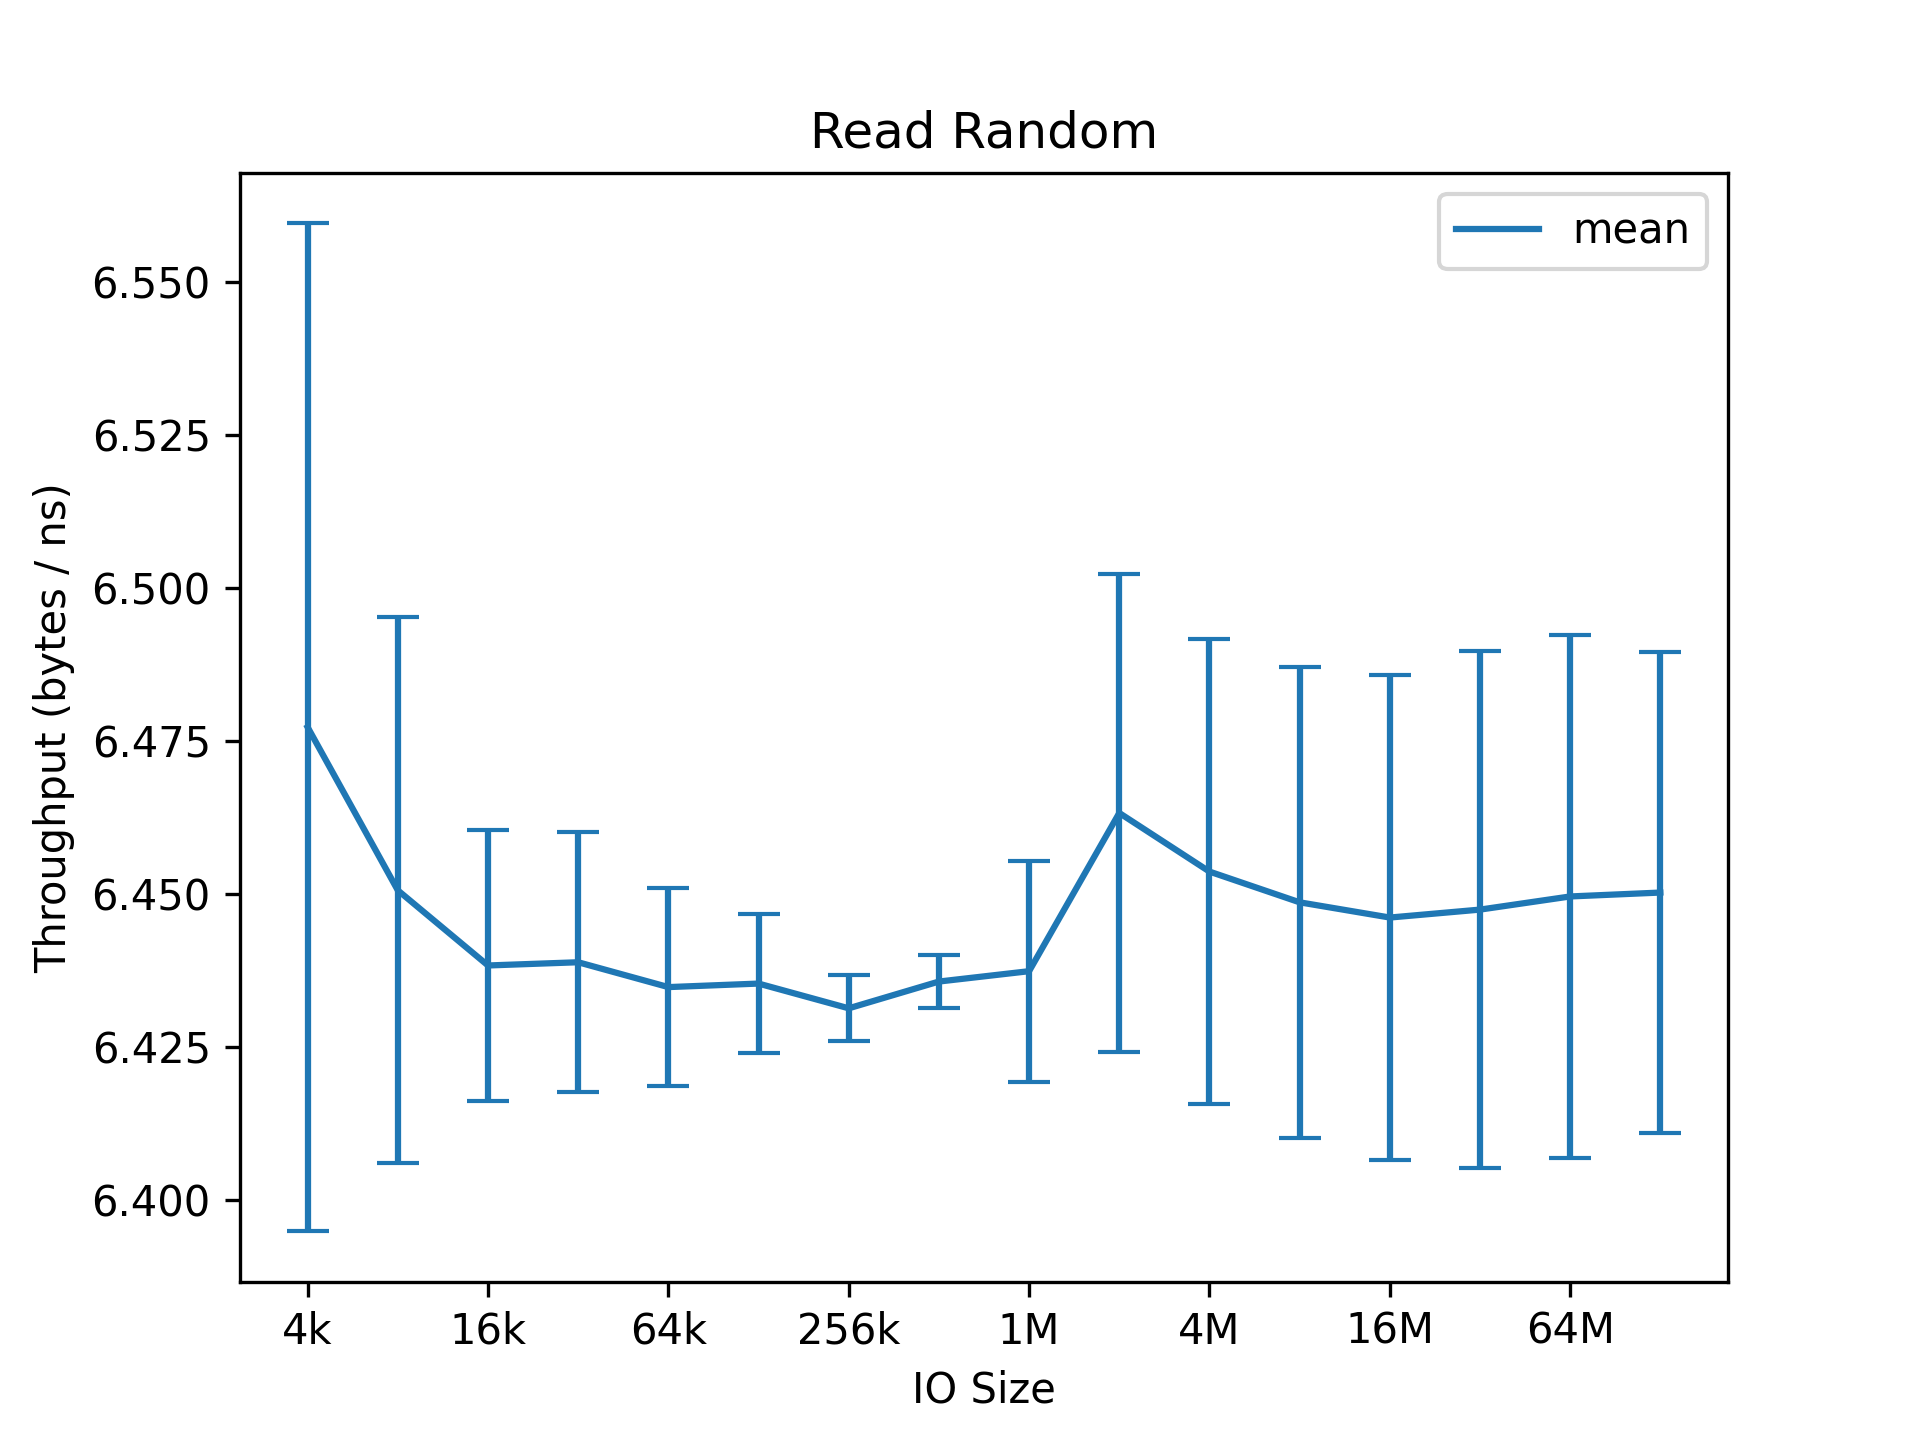 Read Random
mean
Throughput (bytes / ns)
6.550
6.525
6.500
6.475
6.450
6.425
6.400
4k 16k 64k 256k 1M 4M 16M 64M
IO Size